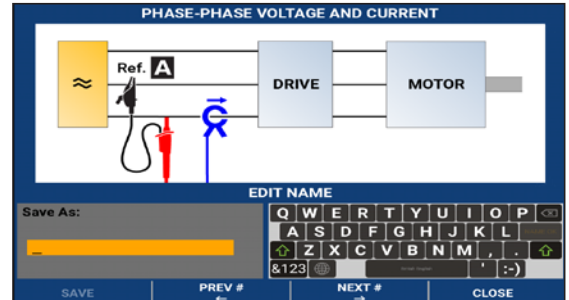 PHASE-PHASE VOLTAGE AND CURRENT
≈
Ref. A
DRIVE
MOTOR
EDIT NAME
Save As:
_
Q W E R T Y U I O P
A S D F G H J K L
Z X C V B N M , .
&123 ' :-)
SAVE
PREV #
←
NEXT #
→
CLOSE